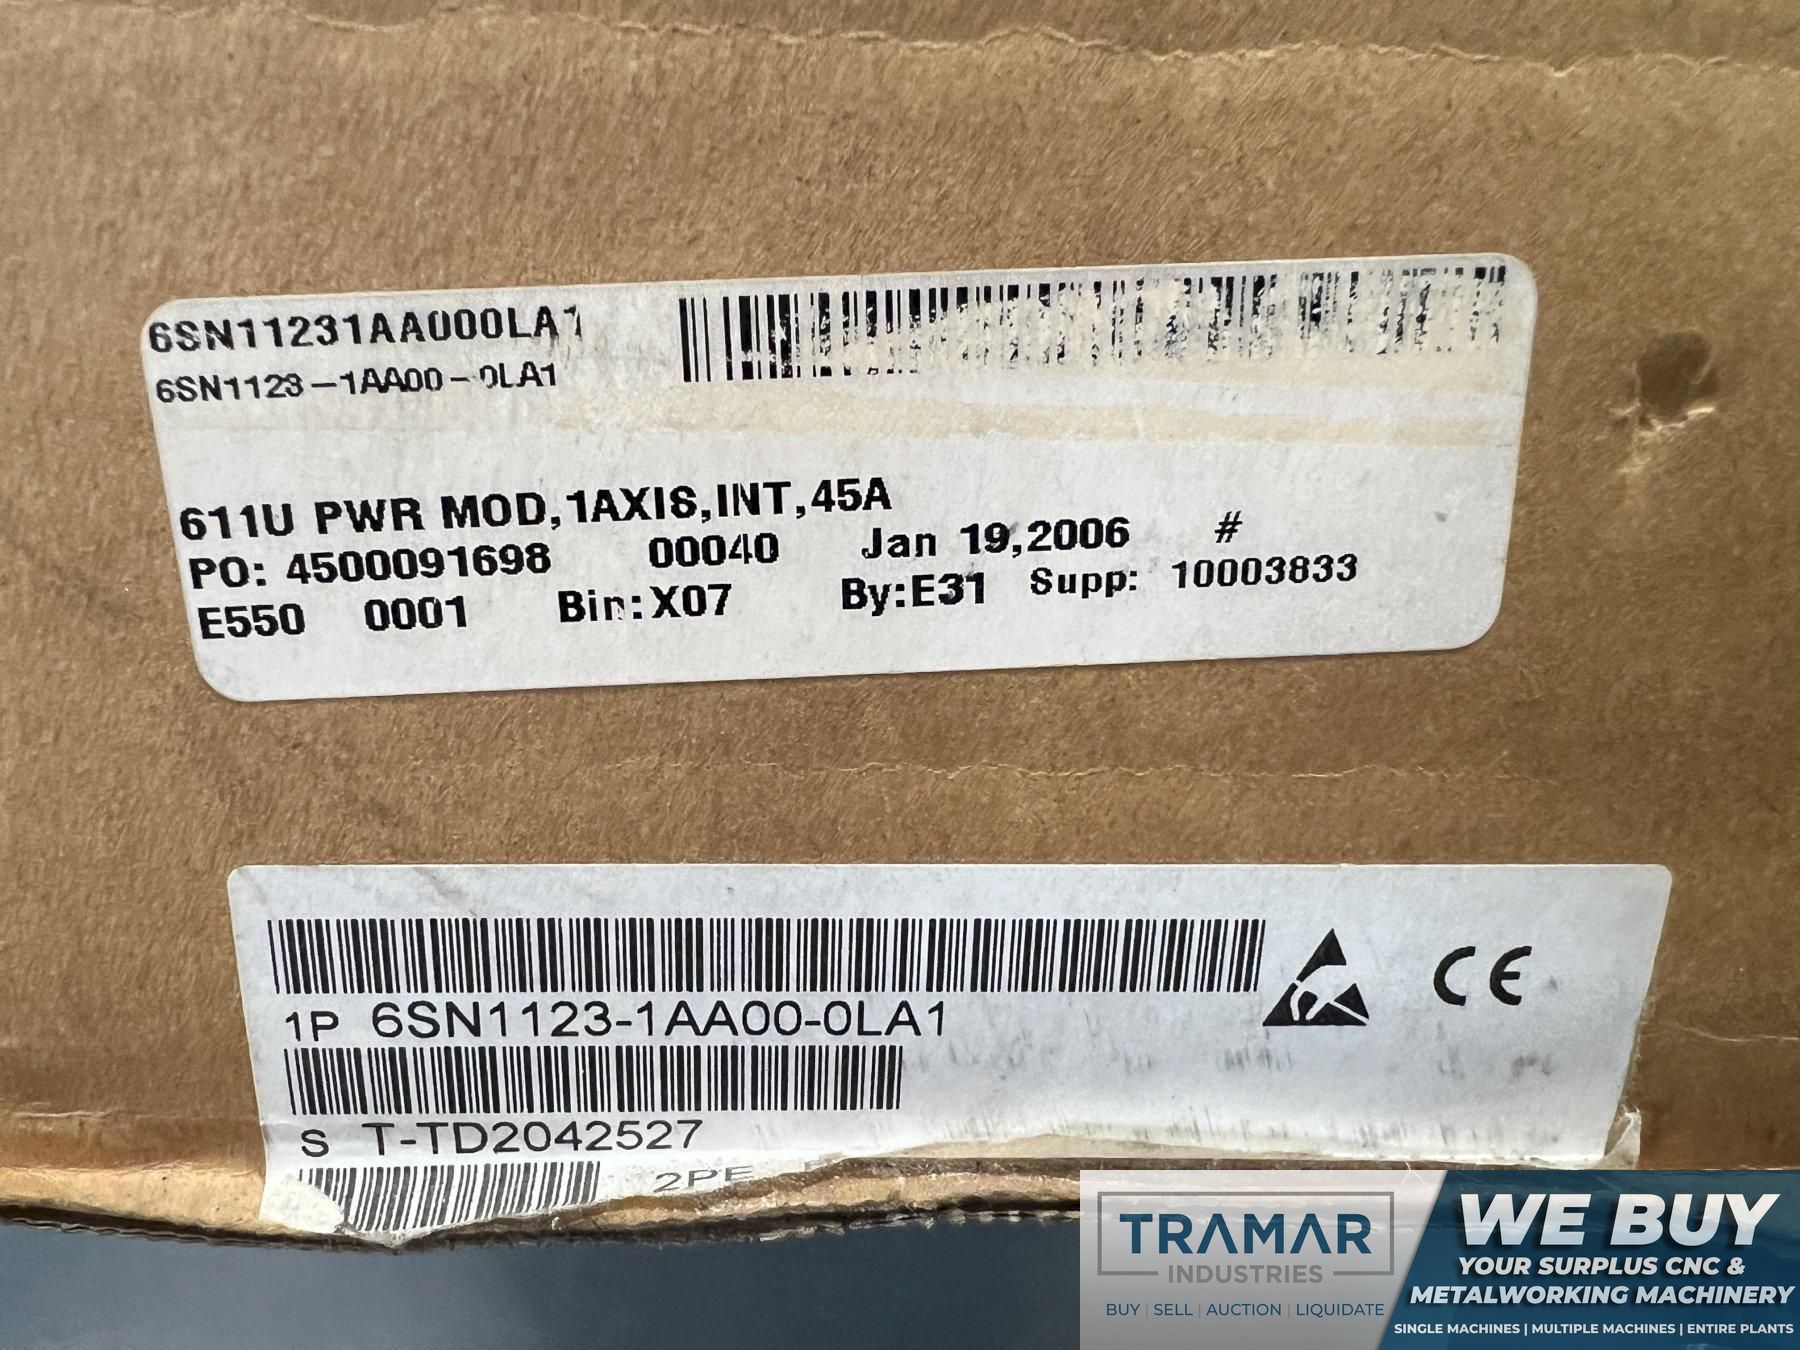 6SN11231AA000LA1
6SN1123-1AA00-0LA1
611U PWR MOD,1AXIS,INT,45A
PO: 4500091698 00040 Jan 19,2006 #
E550 0001 Bin:X07 By:E31 Supp: 10003833
1P 6SN1123-1AA00-0LA1
CE
S T-TD2042527
2PE
TRAMAR
INDUSTRIES
BUY | SELL | AUCTION | LIQUIDATE
WE BUY
YOUR SURPLUS CNC &
METALWORKING MACHINERY
SINGLE MACHINES | MULTIPLE MACHINES | ENTIRE PLANTS